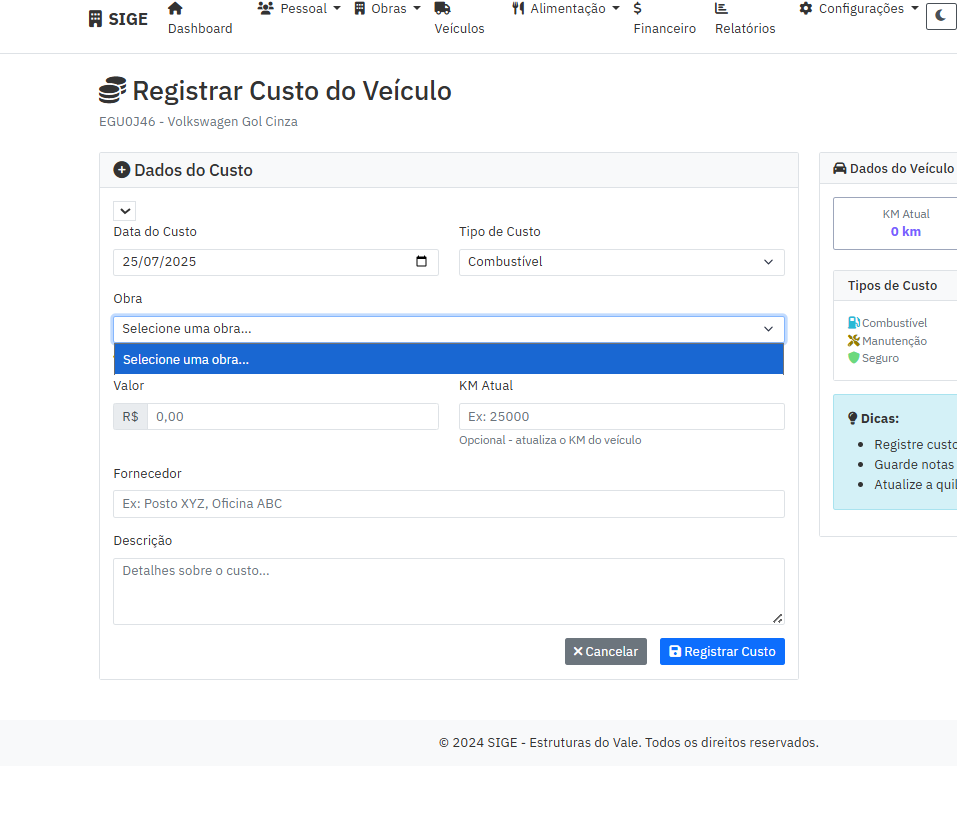 SIGE
Dashboard
Pessoal
Obras
Veículos
Alimentação
$ Financeiro
Relatórios
Configurações
Registrar Custo do Veículo
EGU0J46 - Volkswagen Gol Cinza
Dados do Custo
Data do Custo
Tipo de Custo
25/07/2025
Combustível
Obra
Selecione uma obra...
Selecione uma obra...
Valor
KM Atual
R$ 0,00
Ex: 25000
Opcional - atualiza o KM do veículo
Fornecedor
Ex: Posto XYZ, Oficina ABC
Descrição
Detalhes sobre o custo...
Cancelar
Registrar Custo
Dados do Veículo
KM Atual
0 km
Tipos de Custo
Combustível
Manutenção
Seguro
Dicas:
Registre custo
Guarde notas
Atualize a quil
© 2024 SIGE - Estruturas do Vale. Todos os direitos reservados.